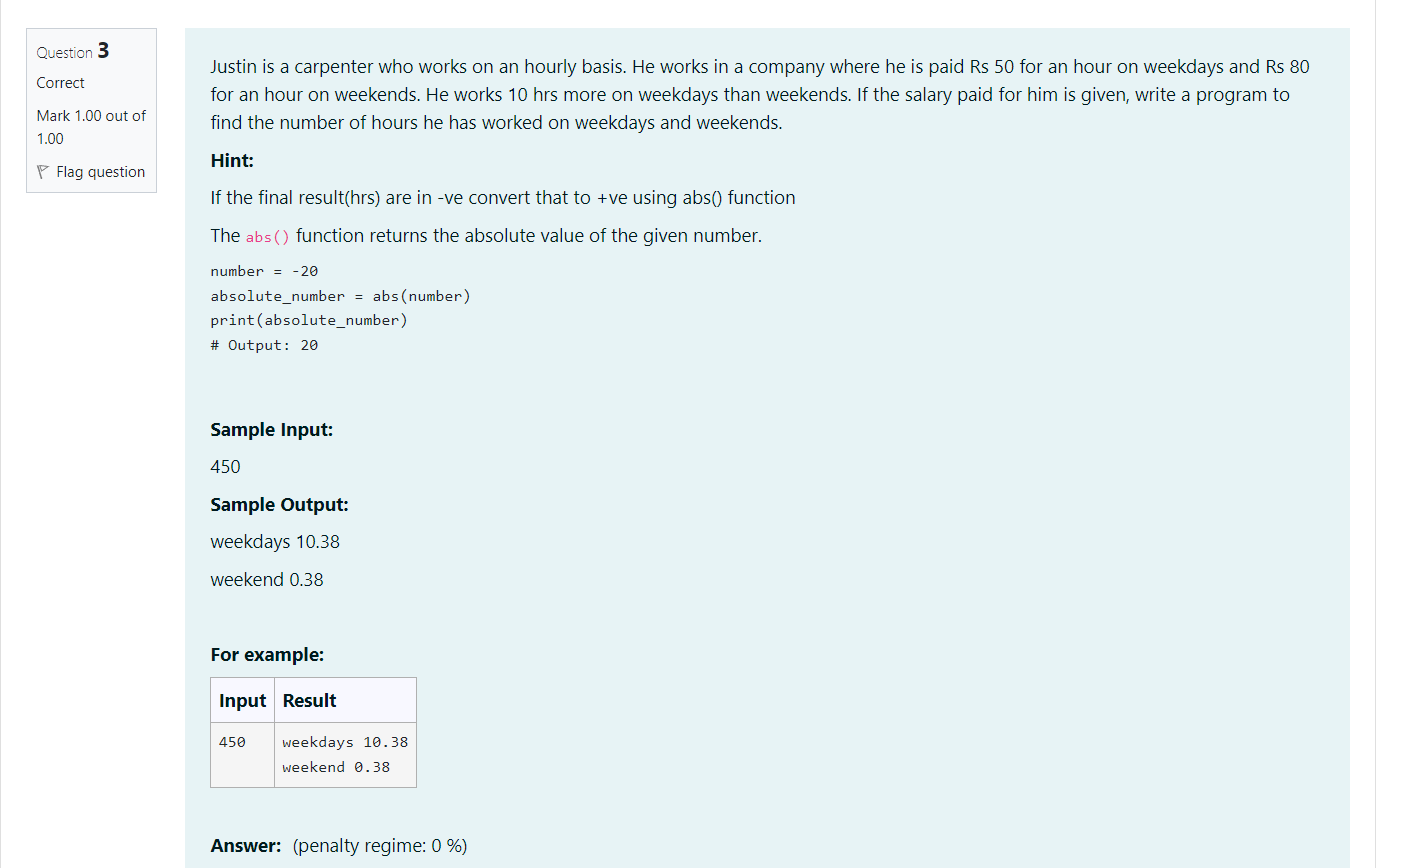 Question 3
Correct
Mark 1.00 out of
1.00
Flag question
Justin is a carpenter who works on an hourly basis. He works in a company where he is paid Rs 50 for an hour on weekdays and Rs 80
for an hour on weekends. He works 10 hrs more on weekdays than weekends. If the salary paid for him is given, write a program to
find the number of hours he has worked on weekdays and weekends.
Hint:
If the final result(hrs) are in -ve convert that to +ve using abs() function
The abs() function returns the absolute value of the given number.
number = -20
absolute_number = abs(number)
print(absolute_number)
# Output: 20
Sample Input:
450
Sample Output:
weekdays 10.38
weekend 0.38
For example:
Input Result
450 weekdays 10.38
weekend 0.38
Answer: (penalty regime: 0 %)